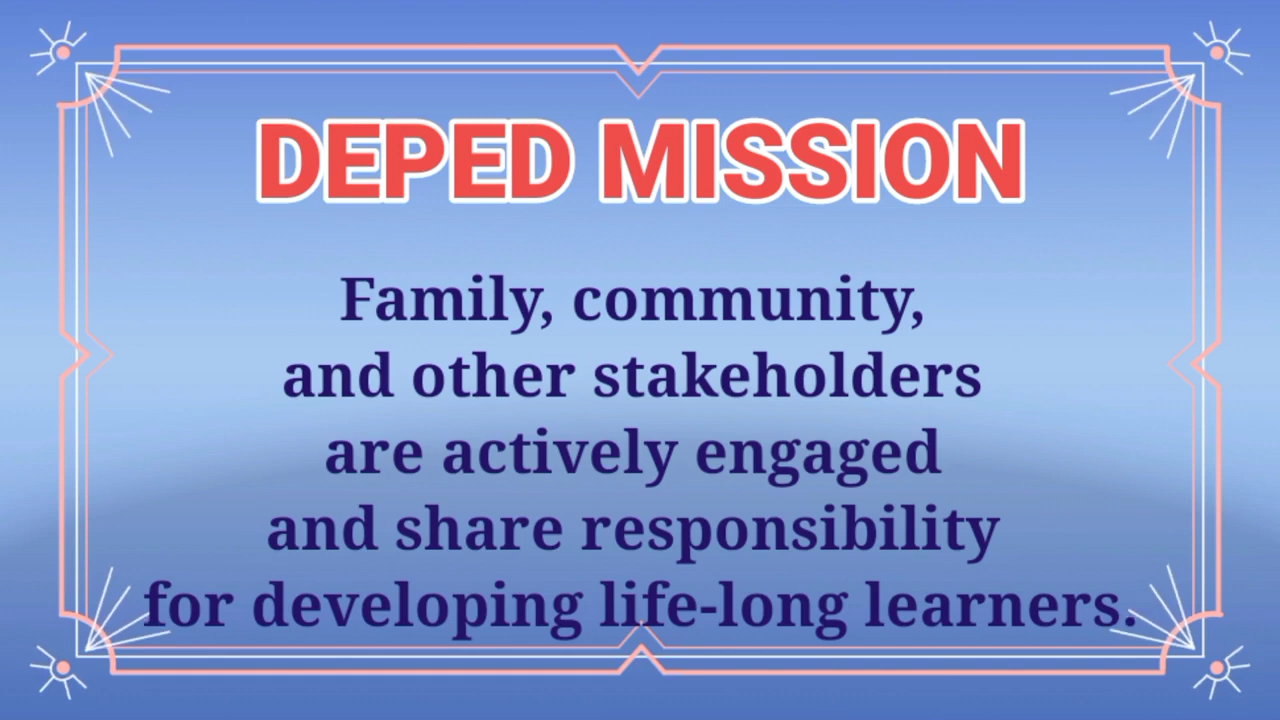 DEPED MISSION
Family, community,
and other stakeholders
are actively engaged
and share responsibility
for developing life-long learners.